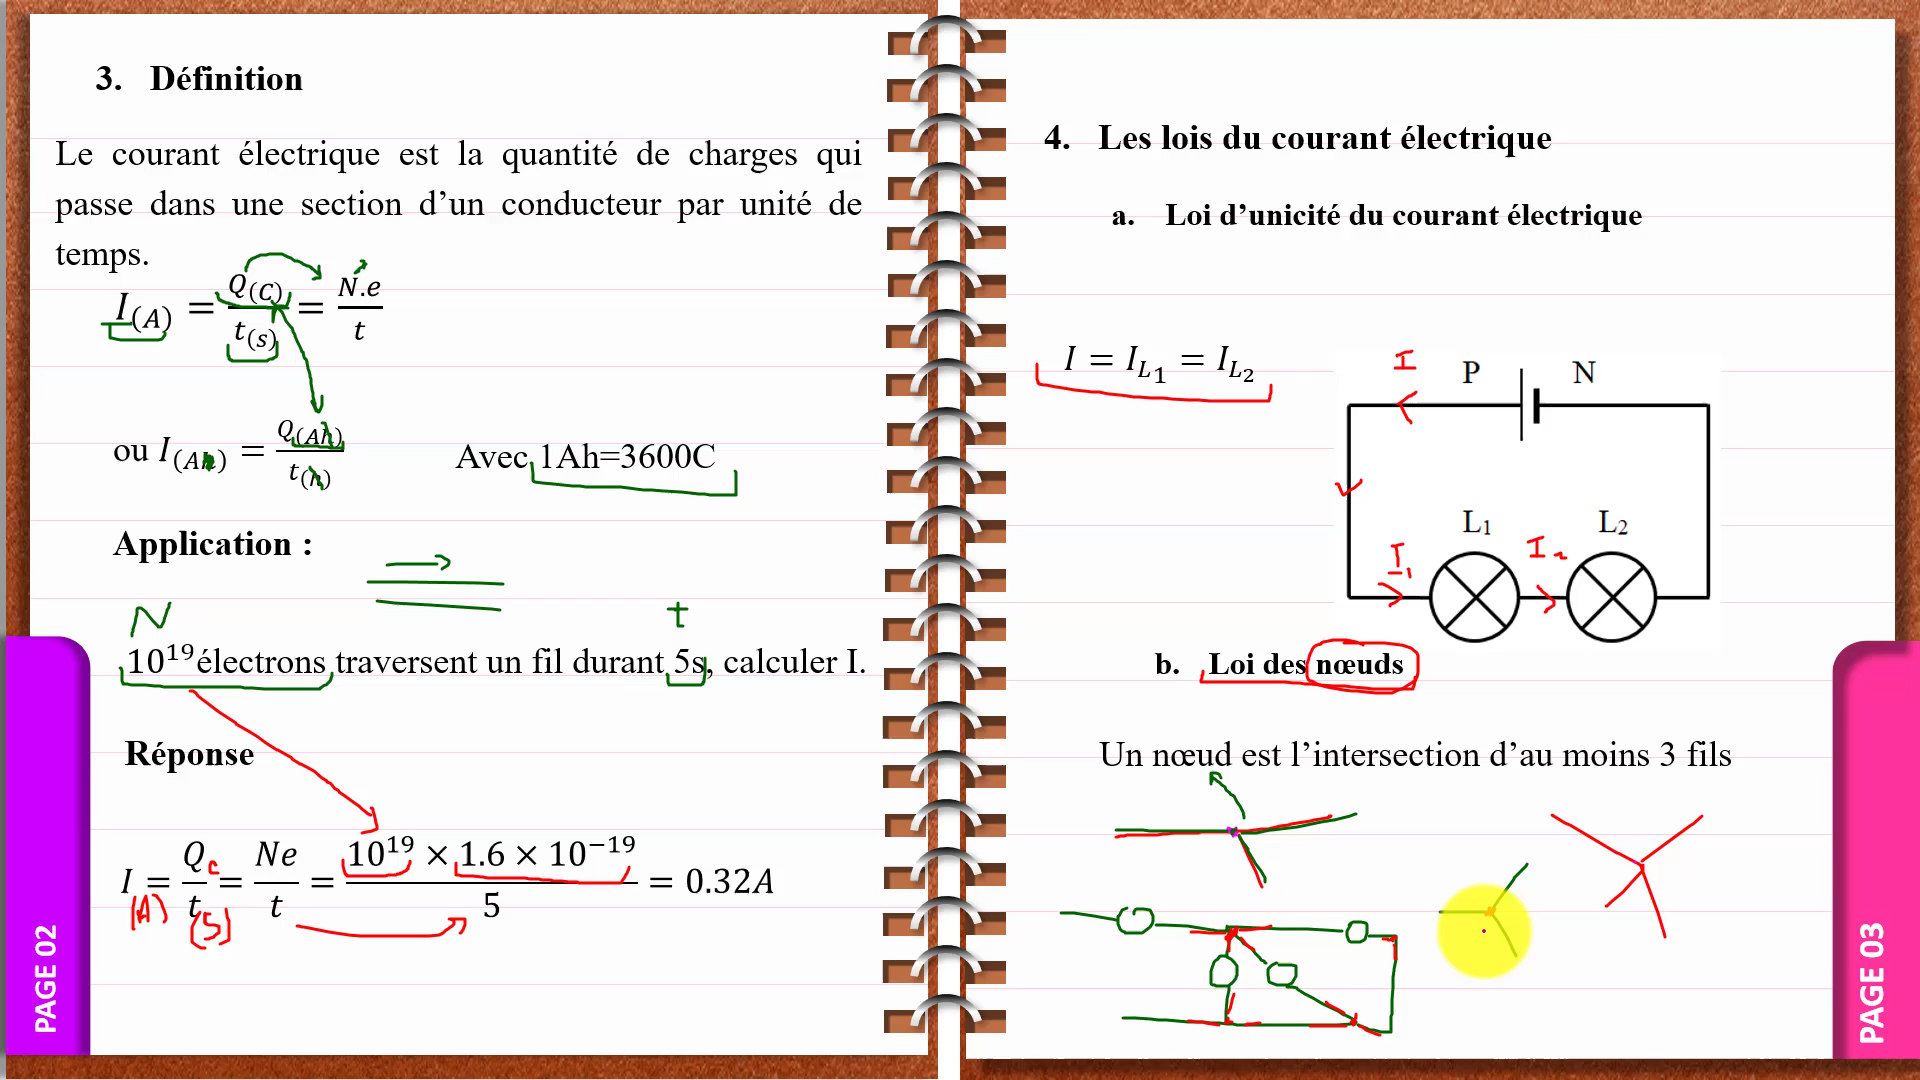 3. Définition
Le courant électrique est la quantité de charges qui
passe dans une section d’un conducteur par unité de
temps.
I(A) = Q(C)/t(s) = N.e/t
ou I(Ah) = Q(Ah)/t(h)
Avec 1Ah=3600C
Application :
N
t
10¹⁹électrons traversent un fil durant 5s, calculer I.
Réponse
I = Q/t = Ne/t = 10¹⁹ × 1.6 × 10⁻¹⁹/5 = 0.32A
c
(A)
(S)
PAGE 02
4. Les lois du courant électrique
a. Loi d’unicité du courant électrique
I = I_L₁ = I_L₂
I
P
N
L₁
L₂
I₁
I₂
b. Loi des nœuds
Un nœud est l’intersection d’au moins 3 fils
PAGE 03